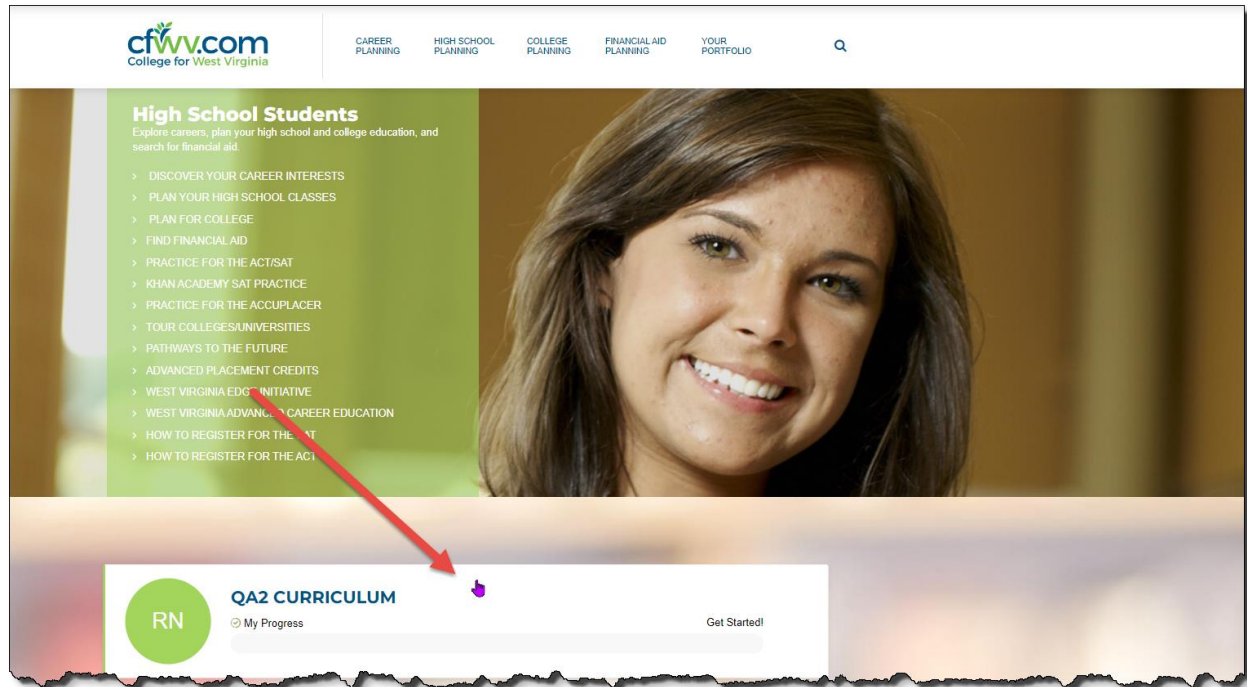 cfwv.com
College for West Virginia
CAREER
PLANNING
HIGH SCHOOL
PLANNING
COLLEGE
PLANNING
FINANCIAL AID
PLANNING
YOUR
PORTFOLIO
High School Students
Explore careers, plan your high school and college education, and
search for financial aid.
> DISCOVER YOUR CAREER INTERESTS
> PLAN YOUR HIGH SCHOOL CLASSES
> PLAN FOR COLLEGE
> FIND FINANCIAL AID
> PRACTICE FOR THE ACT/SAT
> KHAN ACADEMY SAT PRACTICE
> PRACTICE FOR THE ACCUPLACER
> TOUR COLLEGES/UNIVERSITIES
> PATHWAYS TO THE FUTURE
> ADVANCED PLACEMENT CREDITS
> WEST VIRGINIA EDGE INITIATIVE
> WEST VIRGINIA ADVANCED CAREER EDUCATION
> HOW TO REGISTER FOR THE SAT
> HOW TO REGISTER FOR THE ACT
RN
QA2 CURRICULUM
My Progress
Get Started!